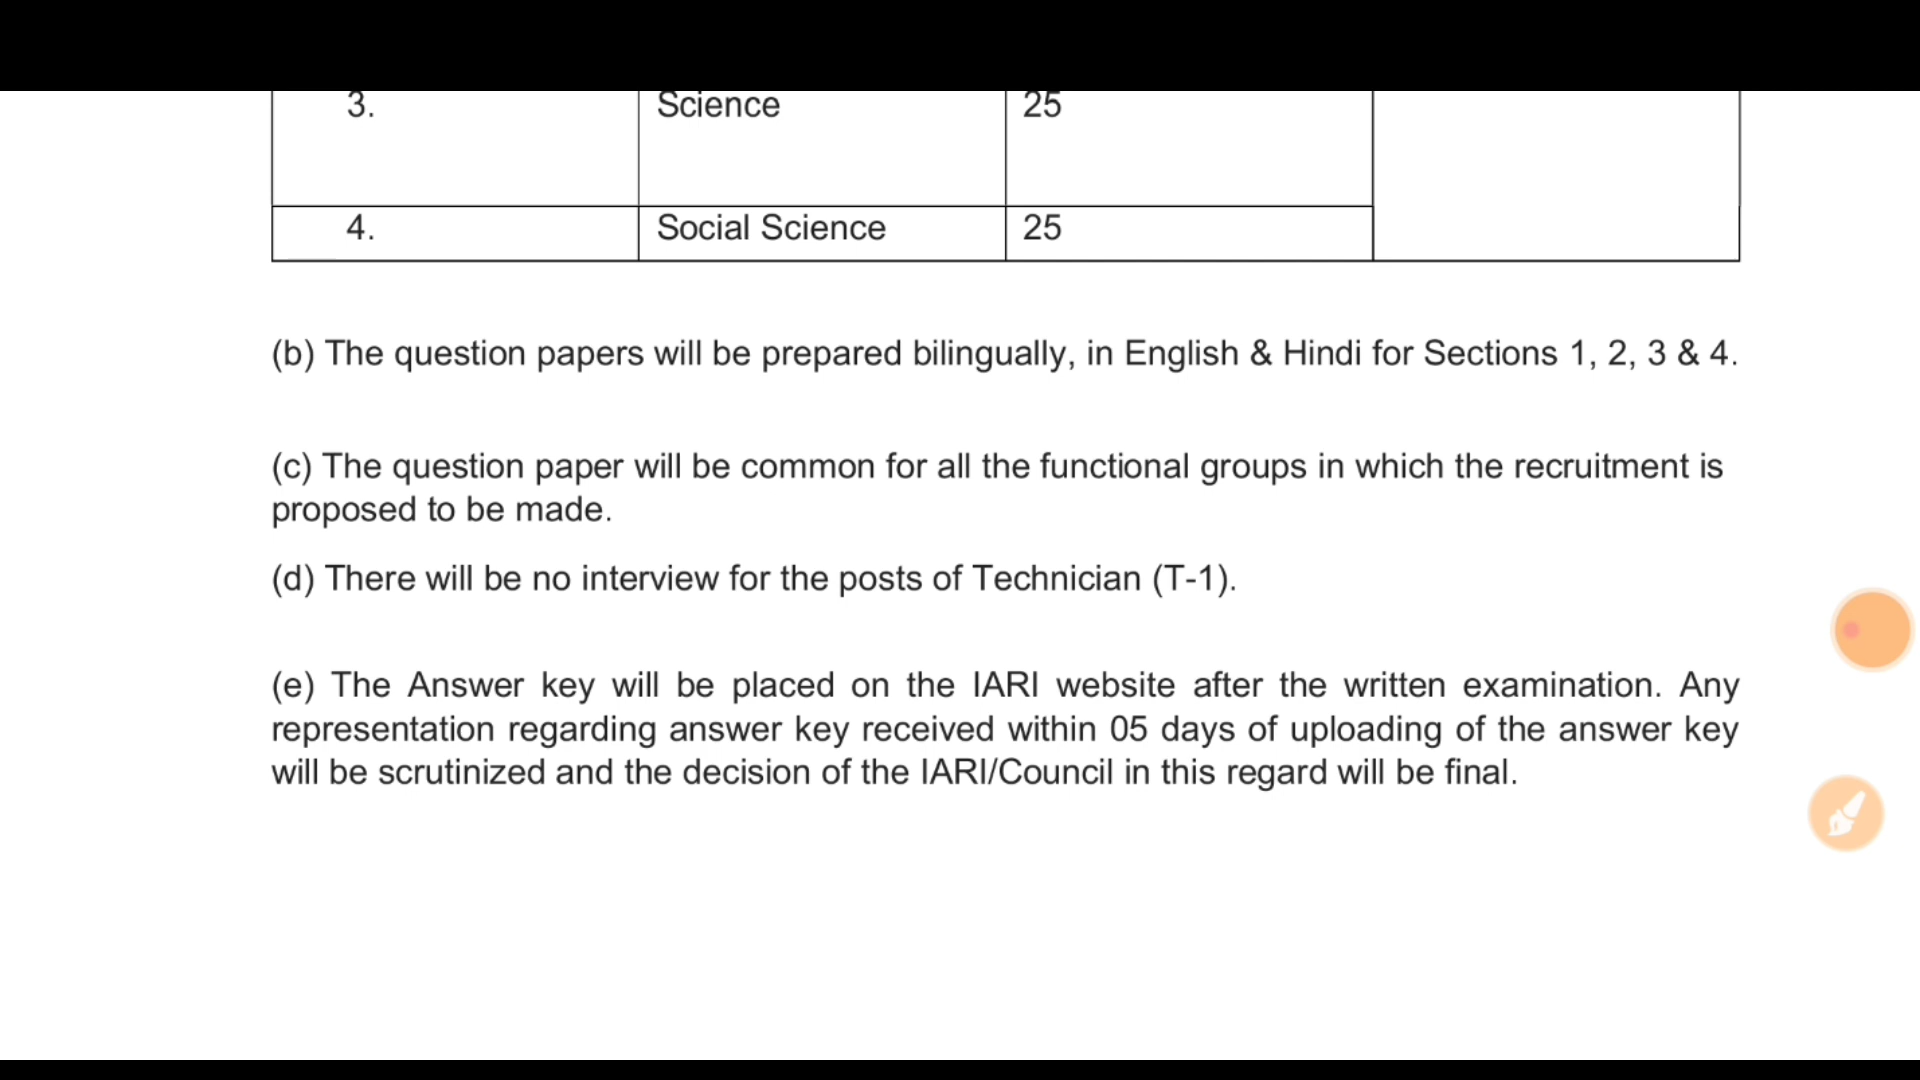 3. Science 25
4. Social Science 25
(b) The question papers will be prepared bilingually, in English & Hindi for Sections 1, 2, 3 & 4.
(c) The question paper will be common for all the functional groups in which the recruitment is
proposed to be made.
(d) There will be no interview for the posts of Technician (T-1).
(e) The Answer key will be placed on the IARI website after the written examination. Any
representation regarding answer key received within 05 days of uploading of the answer key
will be scrutinized and the decision of the IARI/Council in this regard will be final.